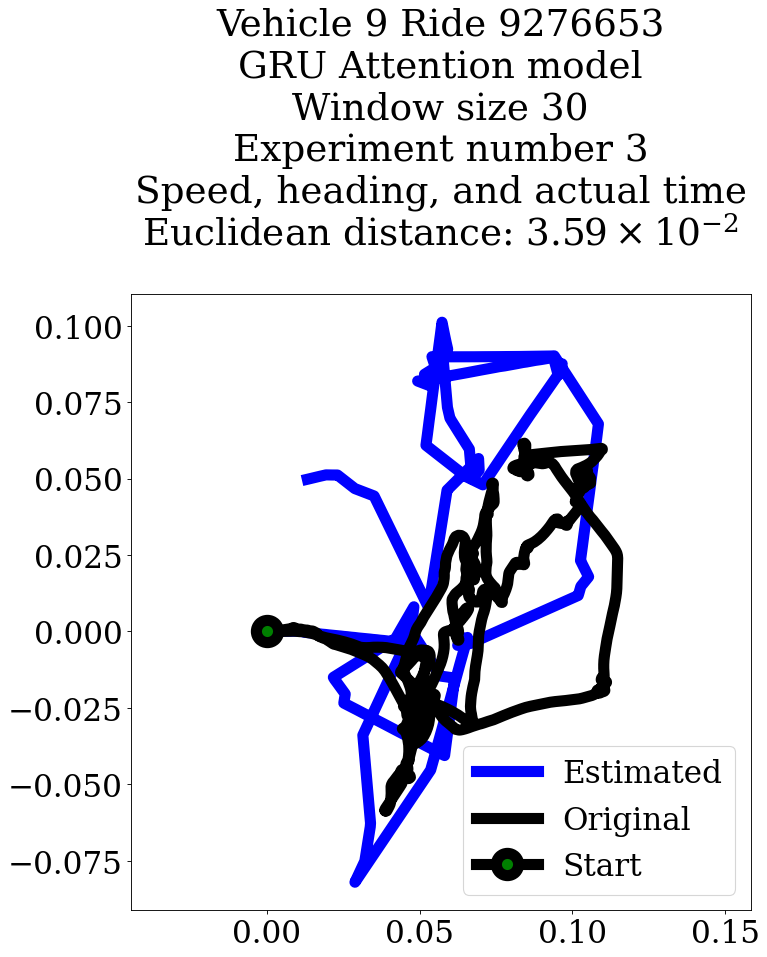 Vehicle 9 Ride 9276653
GRU Attention model
Window size 30
Experiment number 3
Speed, heading, and actual time
Euclidean distance: 3.59 × 10⁻²
0.100
0.075
0.050
0.025
0.000
−0.025
−0.050
−0.075
Estimated
Original
Start
0.00 0.05 0.10 0.15